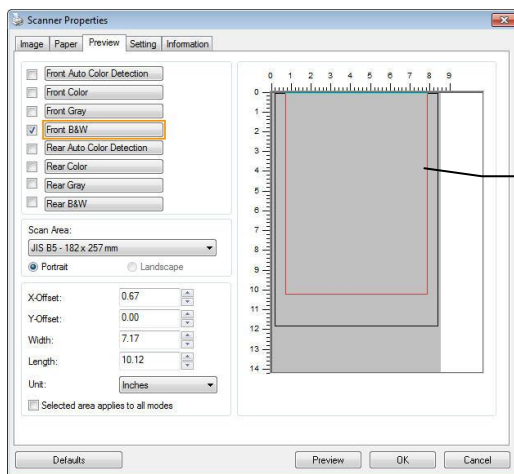 Scanner Properties
Image Paper Preview Setting Information
Front Auto Color Detection
Front Color
Front Gray
Front B&W
Rear Auto Color Detection
Rear Color
Rear Gray
Rear B&W
Scan Area:
JIS B5 - 182 x 257 mm
Portrait Landscape
X-Offset: 0.67
Y-Offset: 0.00
Width: 7.17
Length: 10.12
Unit: Inches
Selected area applies to all modes
0 1 2 3 4 5 6 7 8 9
0
1
2
3
4
5
6
7
8
9
10
11
12
13
14
Defaults Preview OK Cancel